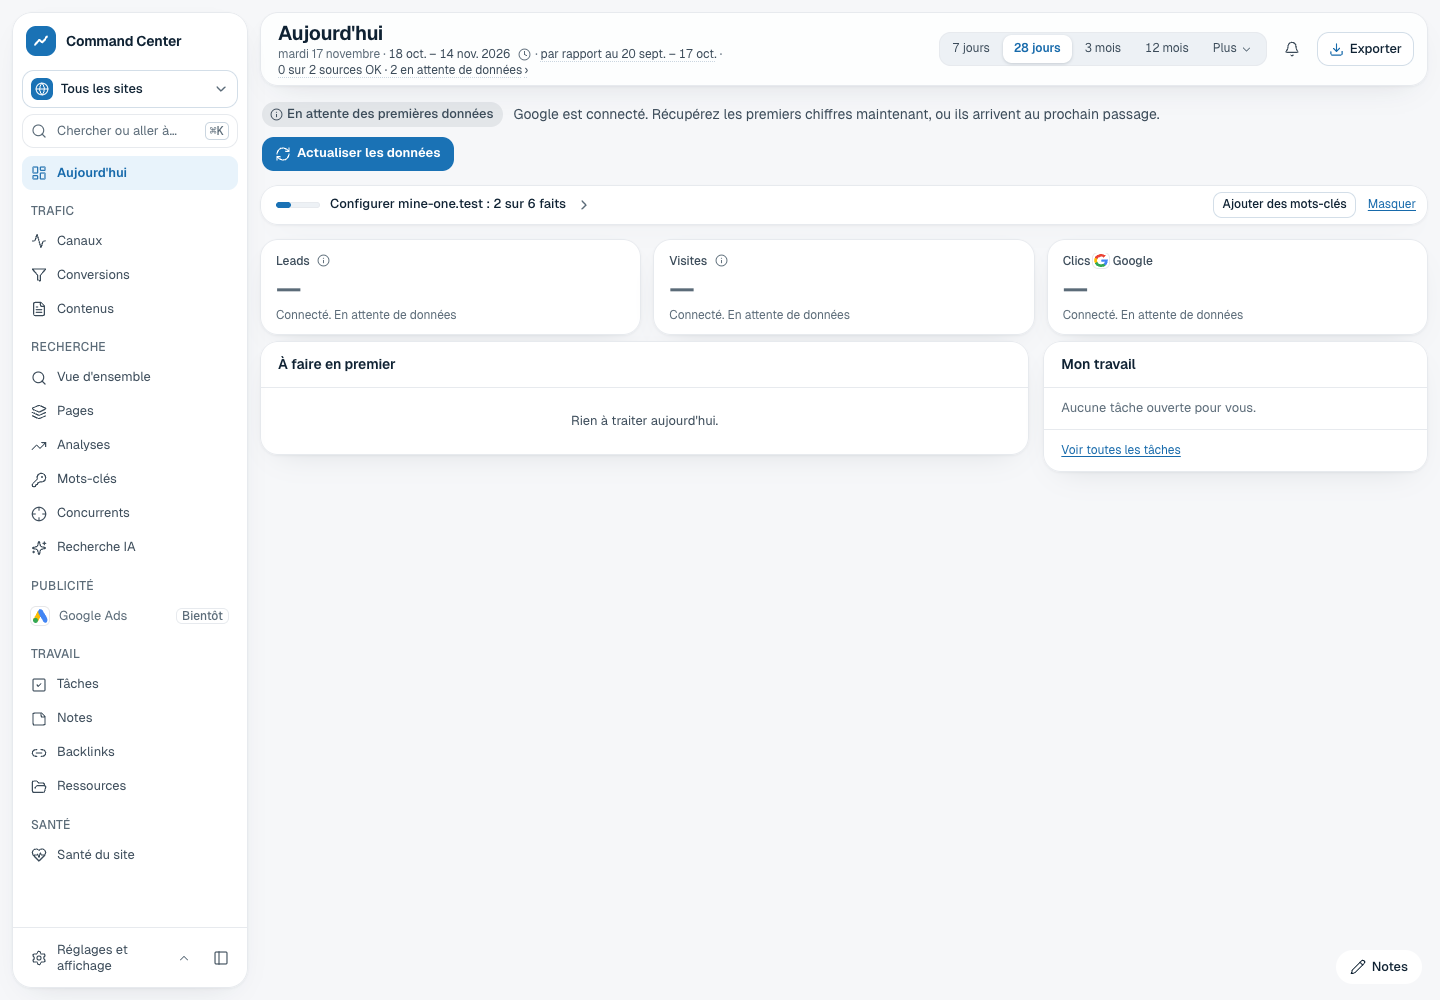 Command Center
Tous les sites
Chercher ou aller à…
⌘K
Aujourd'hui
TRAFIC
Canaux
Conversions
Contenus
RECHERCHE
Vue d'ensemble
Pages
Analyses
Mots-clés
Concurrents
Recherche IA
PUBLICITÉ
Google Ads
Bientôt
TRAVAIL
Tâches
Notes
Backlinks
Ressources
SANTÉ
Santé du site
Réglages et
affichage
Aujourd'hui
mardi 17 novembre · 18 oct. – 14 nov. 2026 · par rapport au 20 sept. – 17 oct. ·
0 sur 2 sources OK · 2 en attente de données ›
7 jours
28 jours
3 mois
12 mois
Plus
Exporter
En attente des premières données
Google est connecté. Récupérez les premiers chiffres maintenant, ou ils arrivent au prochain passage.
Actualiser les données
Configurer mine-one.test : 2 sur 6 faits
Ajouter des mots-clés
Masquer
Leads
—
Connecté. En attente de données
Visites
—
Connecté. En attente de données
Clics Google
—
Connecté. En attente de données
À faire en premier
Rien à traiter aujourd'hui.
Mon travail
Aucune tâche ouverte pour vous.
Voir toutes les tâches
Notes